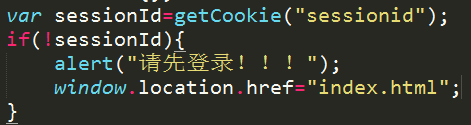 var sessionId=getCookie("sessionid");
if(!sessionId){
    alert("请先登录！！！");
    window.location.href="index.html";
}